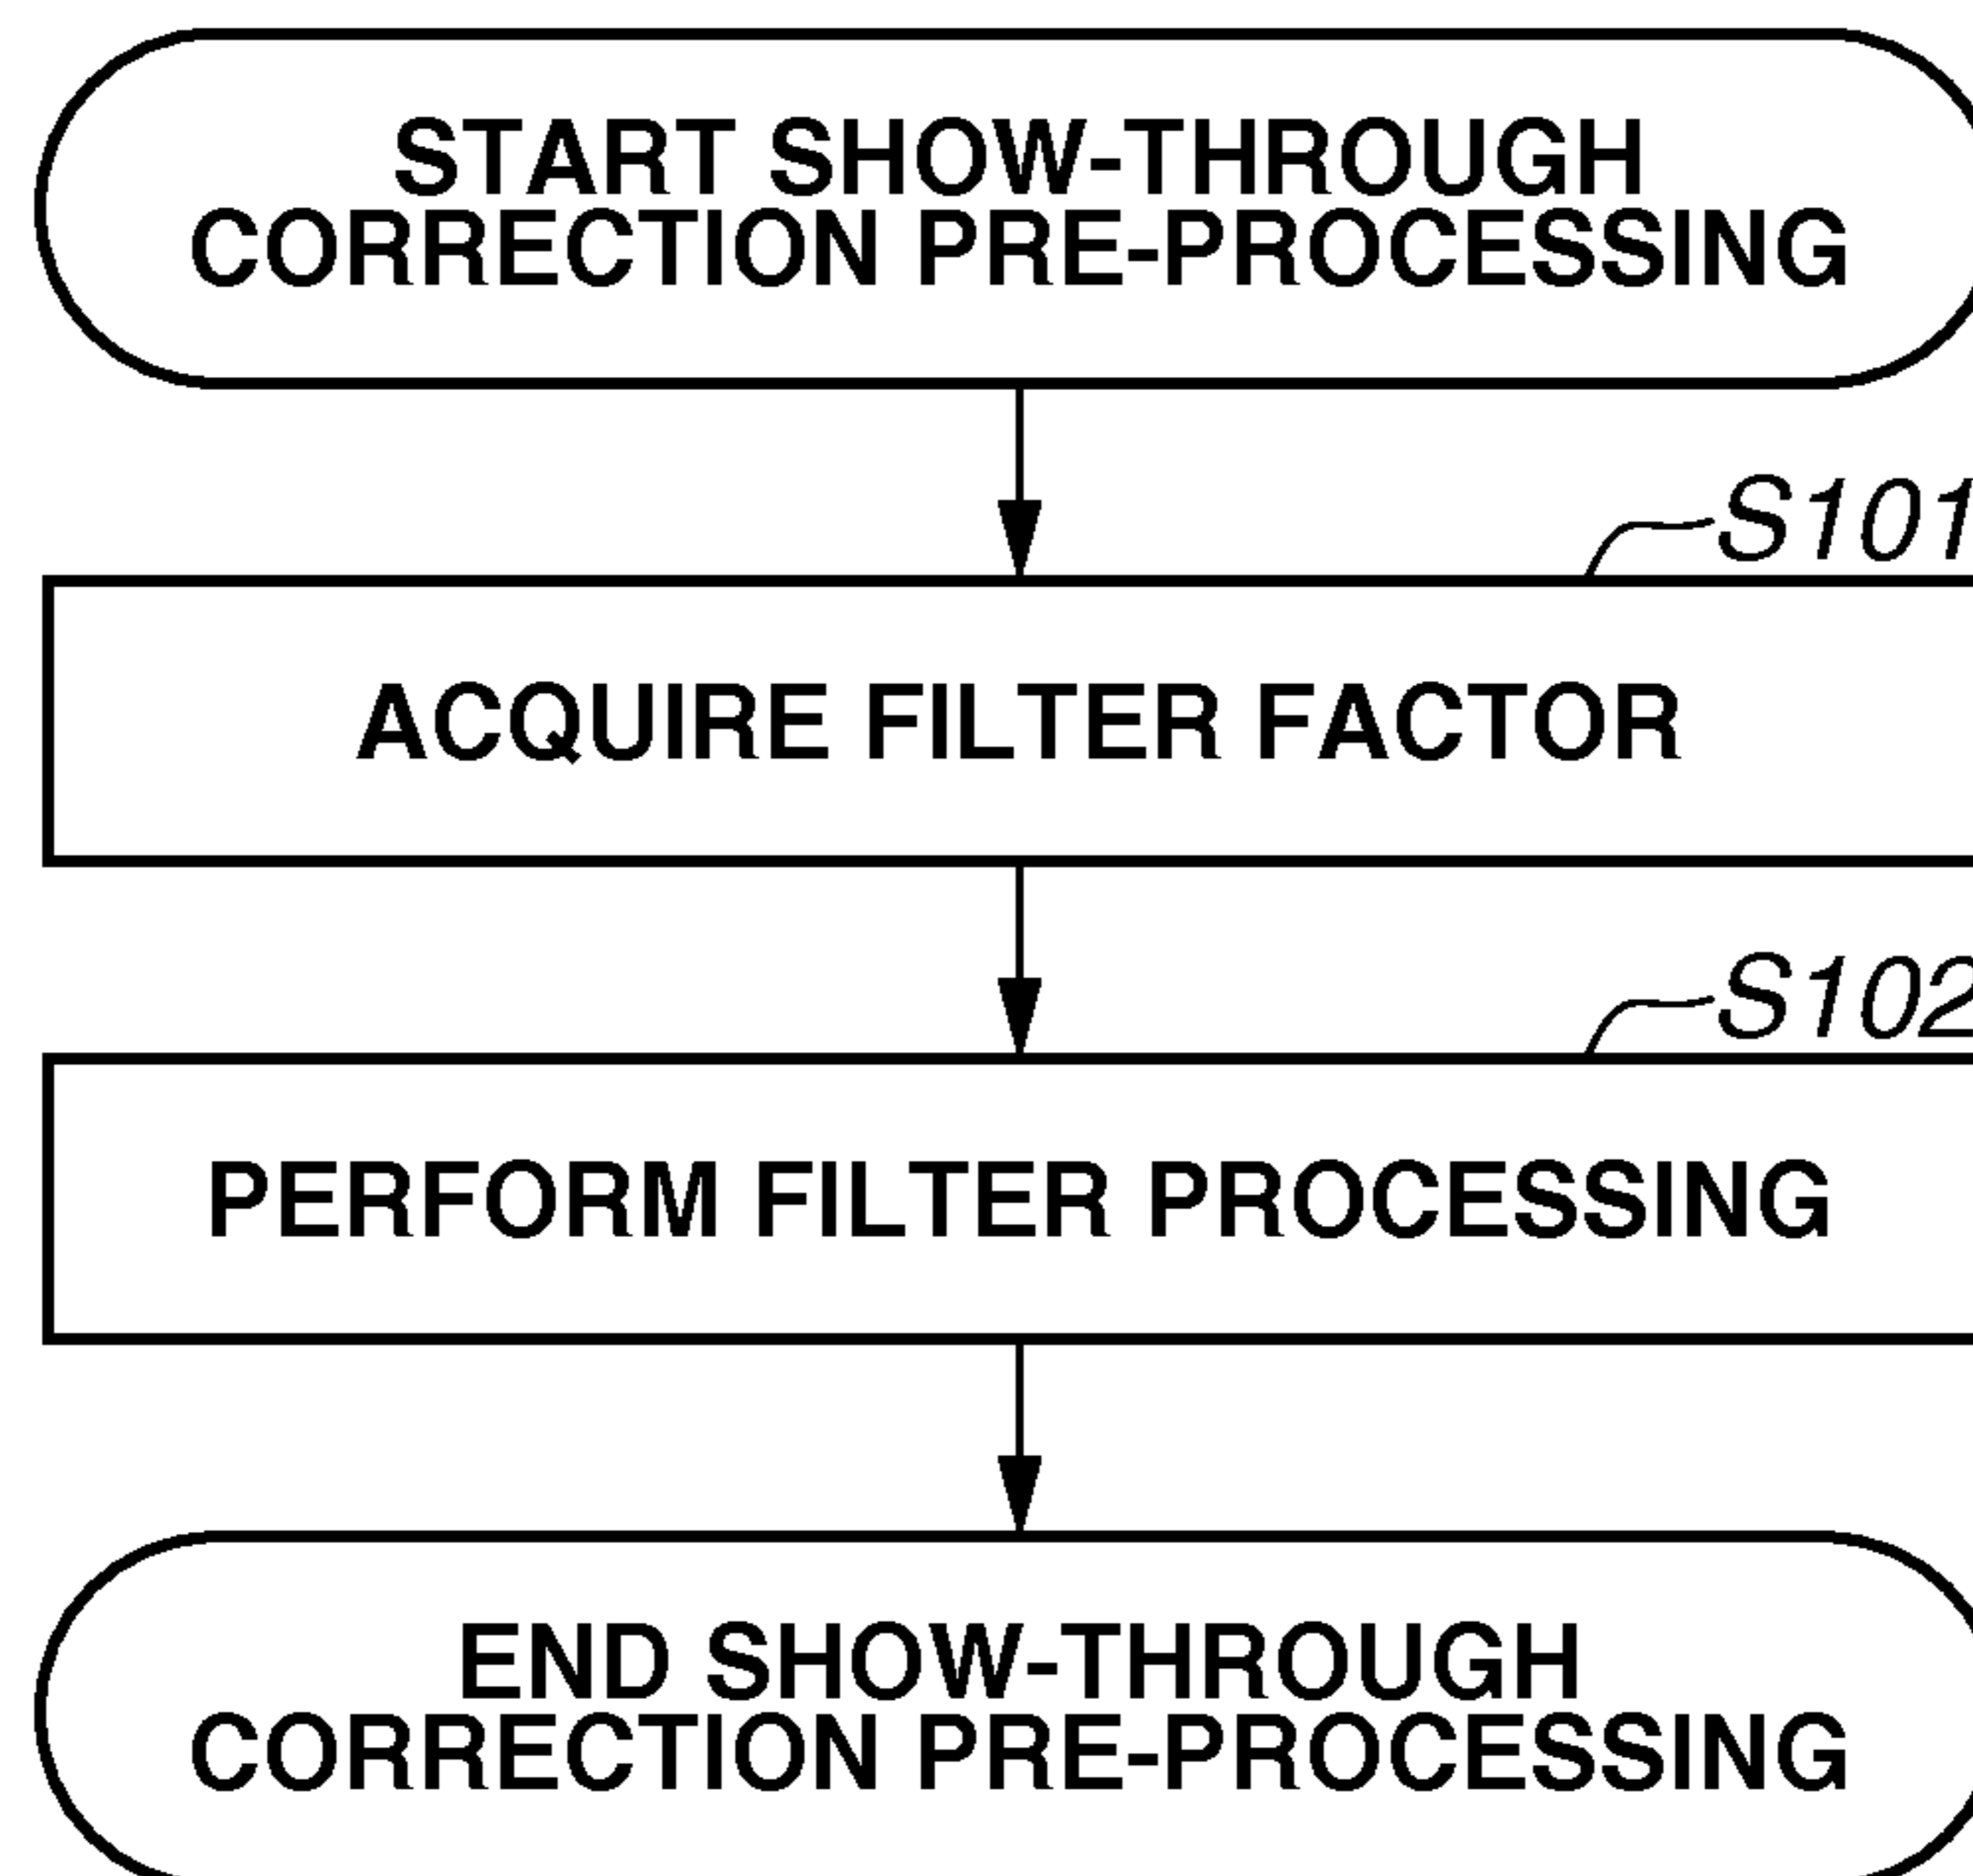 START SHOW-THROUGH
CORRECTION PRE-PROCESSING
S101
ACQUIRE FILTER FACTOR
S102
PERFORM FILTER PROCESSING
END SHOW-THROUGH
CORRECTION PRE-PROCESSING